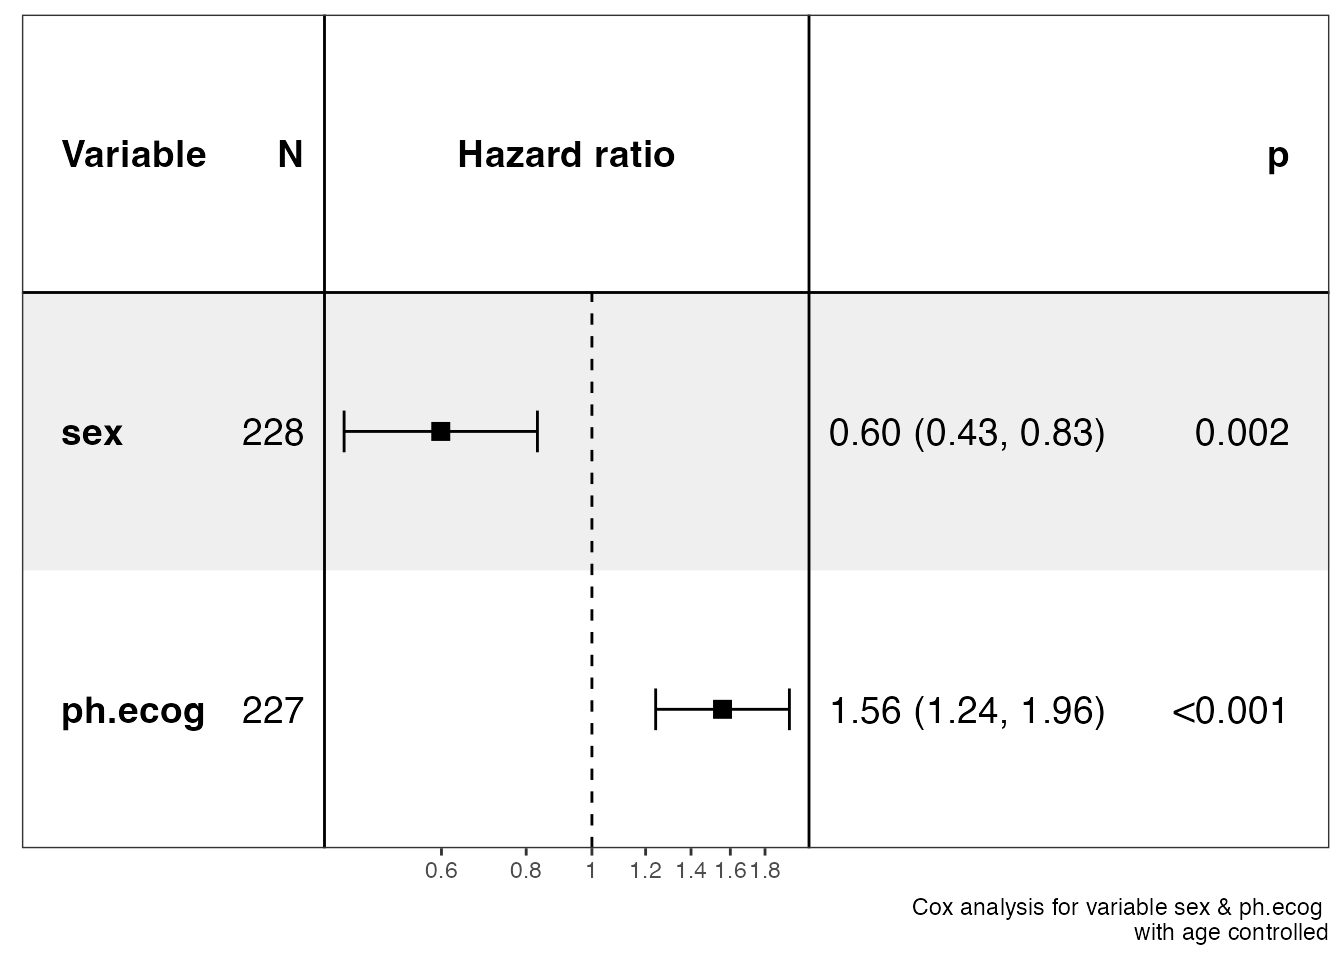 Variable N Hazard ratio p
sex 228 0.60 (0.43, 0.83) 0.002
ph.ecog 227 1.56 (1.24, 1.96) <0.001
0.6 0.8 1 1.2 1.4 1.6 1.8
Cox analysis for variable sex & ph.ecog
with age controlled